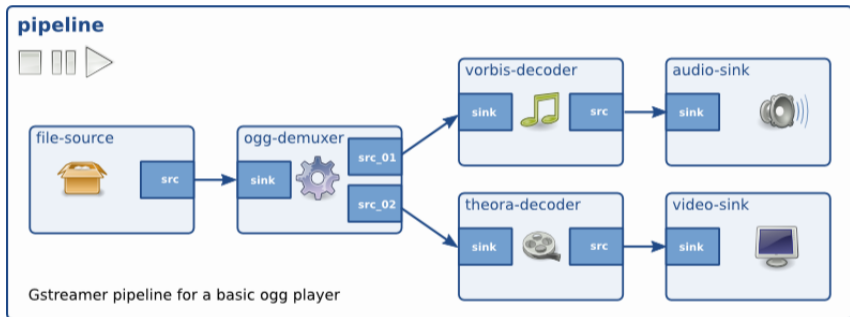 pipeline
file-source
src
ogg-demuxer
sink
src_01
src_02
vorbis-decoder
sink
src
audio-sink
sink
theora-decoder
sink
src
video-sink
sink
Gstreamer pipeline for a basic ogg player